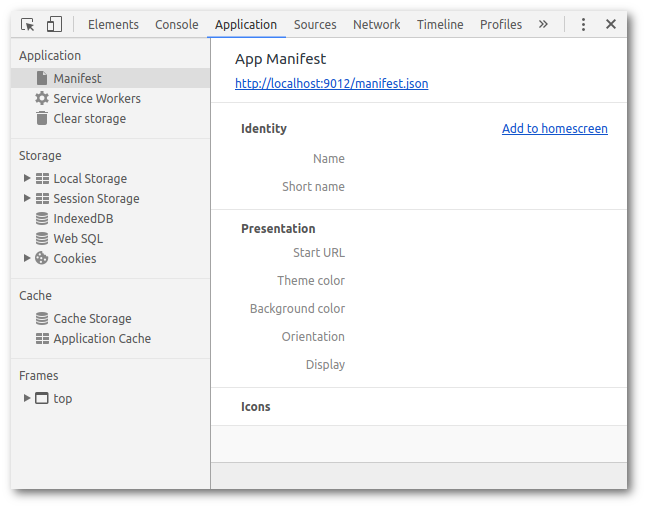 Elements Console Application Sources Network Timeline Profiles »
Application
Manifest
Service Workers
Clear storage
Storage
Local Storage
Session Storage
IndexedDB
Web SQL
Cookies
Cache
Cache Storage
Application Cache
Frames
top
App Manifest
http://localhost:9012/manifest.json
Identity Add to homescreen
Name
Short name
Presentation
Start URL
Theme color
Background color
Orientation
Display
Icons